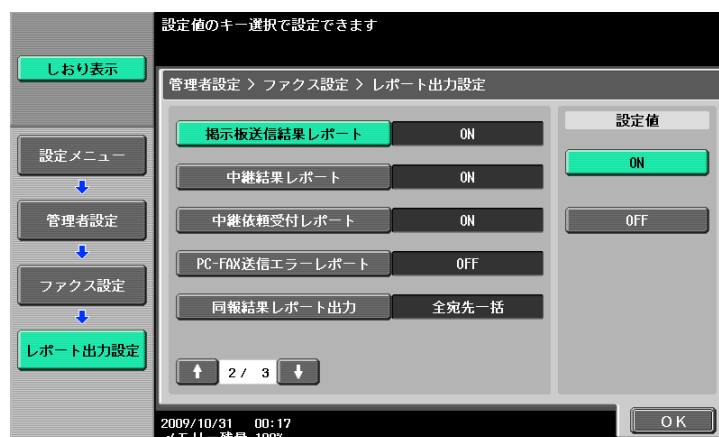 設定値のキー選択で設定できます
しおり表示
管理者設定 > ファクス設定 > レポート出力設定
設定メニュー
管理者設定
ファクス設定
レポート出力設定
掲示板送信結果レポート ON
中継結果レポート ON
中継依頼受付レポート ON
PC-FAX送信エラーレポート OFF
同報結果レポート出力 全宛先一括
2/ 3
設定値
ON
OFF
2009/10/31 00:17
メモリー残量 100%
OK